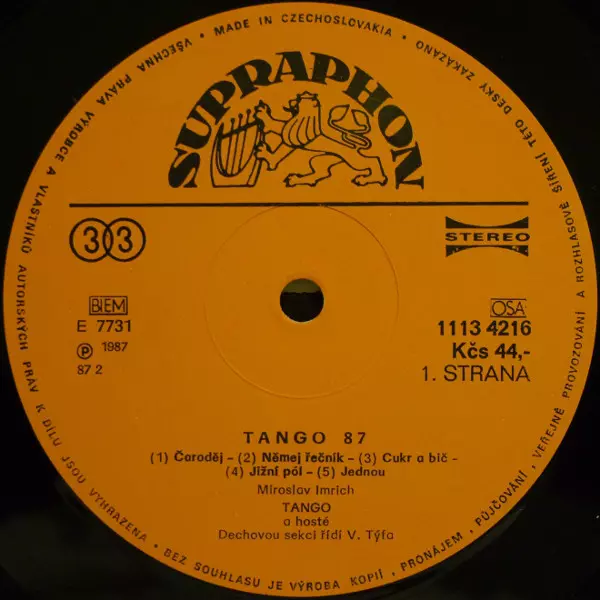 VŠECHNA PRÁVA VÝROBCE A VLASTNÍKŮ AUTORSKÝCH PRÁV K DÍLU JSOU VYHRAZENA • BEZ SOUHLASU JE VÝROBA KOPIÍ, PRONÁJEM, PŮJČOVÁNÍ, VEŘEJNÉ PROVOZOVÁNÍ A ROZHLASOVÉ ŠÍŘENÍ TÉTO DESKY ZAKÁZÁNO • MADE IN CZECHOSLOVAKIA •
SUPRAPHON
33
STEREO
BIEM
E 7731
℗ 1987
87 2
OSA
1113 4216
Kčs 44,-
1. STRANA
TANGO 87
(1) Čaroděj – (2) Němej řečník – (3) Cukr a bič –
(4) Jižní pól – (5) Jednou
Miroslav Imrich
TANGO
a hosté
Dechovou sekci řídí V. Týfa